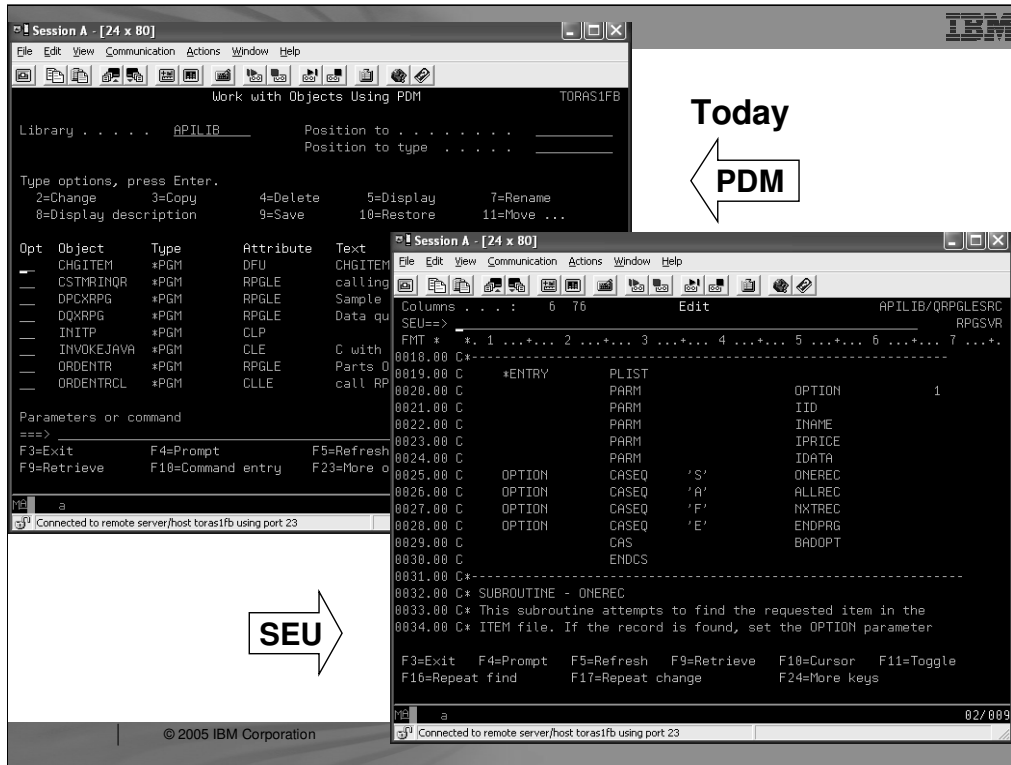 IBM
Session A - [24 x 80]
File Edit View Communication Actions Window Help
Work with Objects Using PDM TORAS1FB
Library . . . . . APILIB Position to . . . . . . . .
Position to type . . . . .
Type options, press Enter.
2=Change 3=Copy 4=Delete 5=Display 7=Rename
8=Display description 9=Save 10=Restore 11=Move ...
Opt Object Type Attribute Text
CHGITEM *PGM DFU CHGITEM
CSTMRINQR *PGM RPGLE calling
DPCXRPG *PGM RPGLE Sample
DQXRPG *PGM RPGLE Data qu
INITP *PGM CLP
INVOKEJAVA *PGM CLE C with
ORDENTR *PGM RPGLE Parts O
ORDENTRCL *PGM CLLE call RP
Parameters or command
===>
F3=Exit F4=Prompt F5=Refresh
F9=Retrieve F10=Command entry F23=More o
MA a
Connected to remote server/host toras1fb using port 23
Today
PDM
Session A - [24 x 80]
File Edit View Communication Actions Window Help
Columns . . . : 6 76 Edit APILIB/QRPGLESRC
SEU==> RPGSVR
FMT * *. 1 ...+... 2 ...+... 3 ...+... 4 ...+... 5 ...+... 6 ...+... 7 ...+.
0018.00 C*-----------------------------------------------------------------
0019.00 C *ENTRY PLIST
0020.00 C PARM OPTION 1
0021.00 C PARM IID
0022.00 C PARM INAME
0023.00 C PARM IPRICE
0024.00 C PARM IDATA
0025.00 C OPTION CASEQ 'S' ONEREC
0026.00 C OPTION CASEQ 'A' ALLREC
0027.00 C OPTION CASEQ 'F' NXTREC
0028.00 C OPTION CASEQ 'E' ENDPRG
0029.00 C CAS BADOPT
0030.00 C ENDCS
0031.00 C*-------------------------------------------------------------------
0032.00 C* SUBROUTINE - ONEREC
0033.00 C* This subroutine attempts to find the requested item in the
0034.00 C* ITEM file. If the record is found, set the OPTION parameter
F3=Exit F4=Prompt F5=Refresh F9=Retrieve F10=Cursor F11=Toggle
F16=Repeat find F17=Repeat change F24=More keys
MA a 02/009
Connected to remote server/host toras1fb using port 23
SEU
© 2005 IBM Corporation